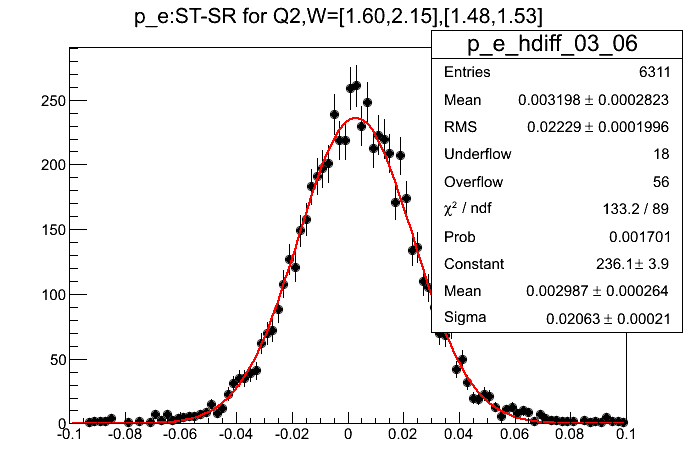 p_e:ST-SR for Q2,W=[1.60,2.15],[1.48,1.53]
p_e_hdiff_03_06
Entries 6311
Mean 0.003198 ± 0.0002823
RMS 0.02229 ± 0.0001996
Underflow 18
Overflow 56
χ² / ndf 133.2 / 89
Prob 0.001701
Constant 236.1± 3.9
Mean 0.002987 ± 0.000264
Sigma 0.02063 ± 0.00021
250
200
150
100
50
0
-0.1 -0.08 -0.06 -0.04 -0.02 0 0.02 0.04 0.06 0.08 0.1